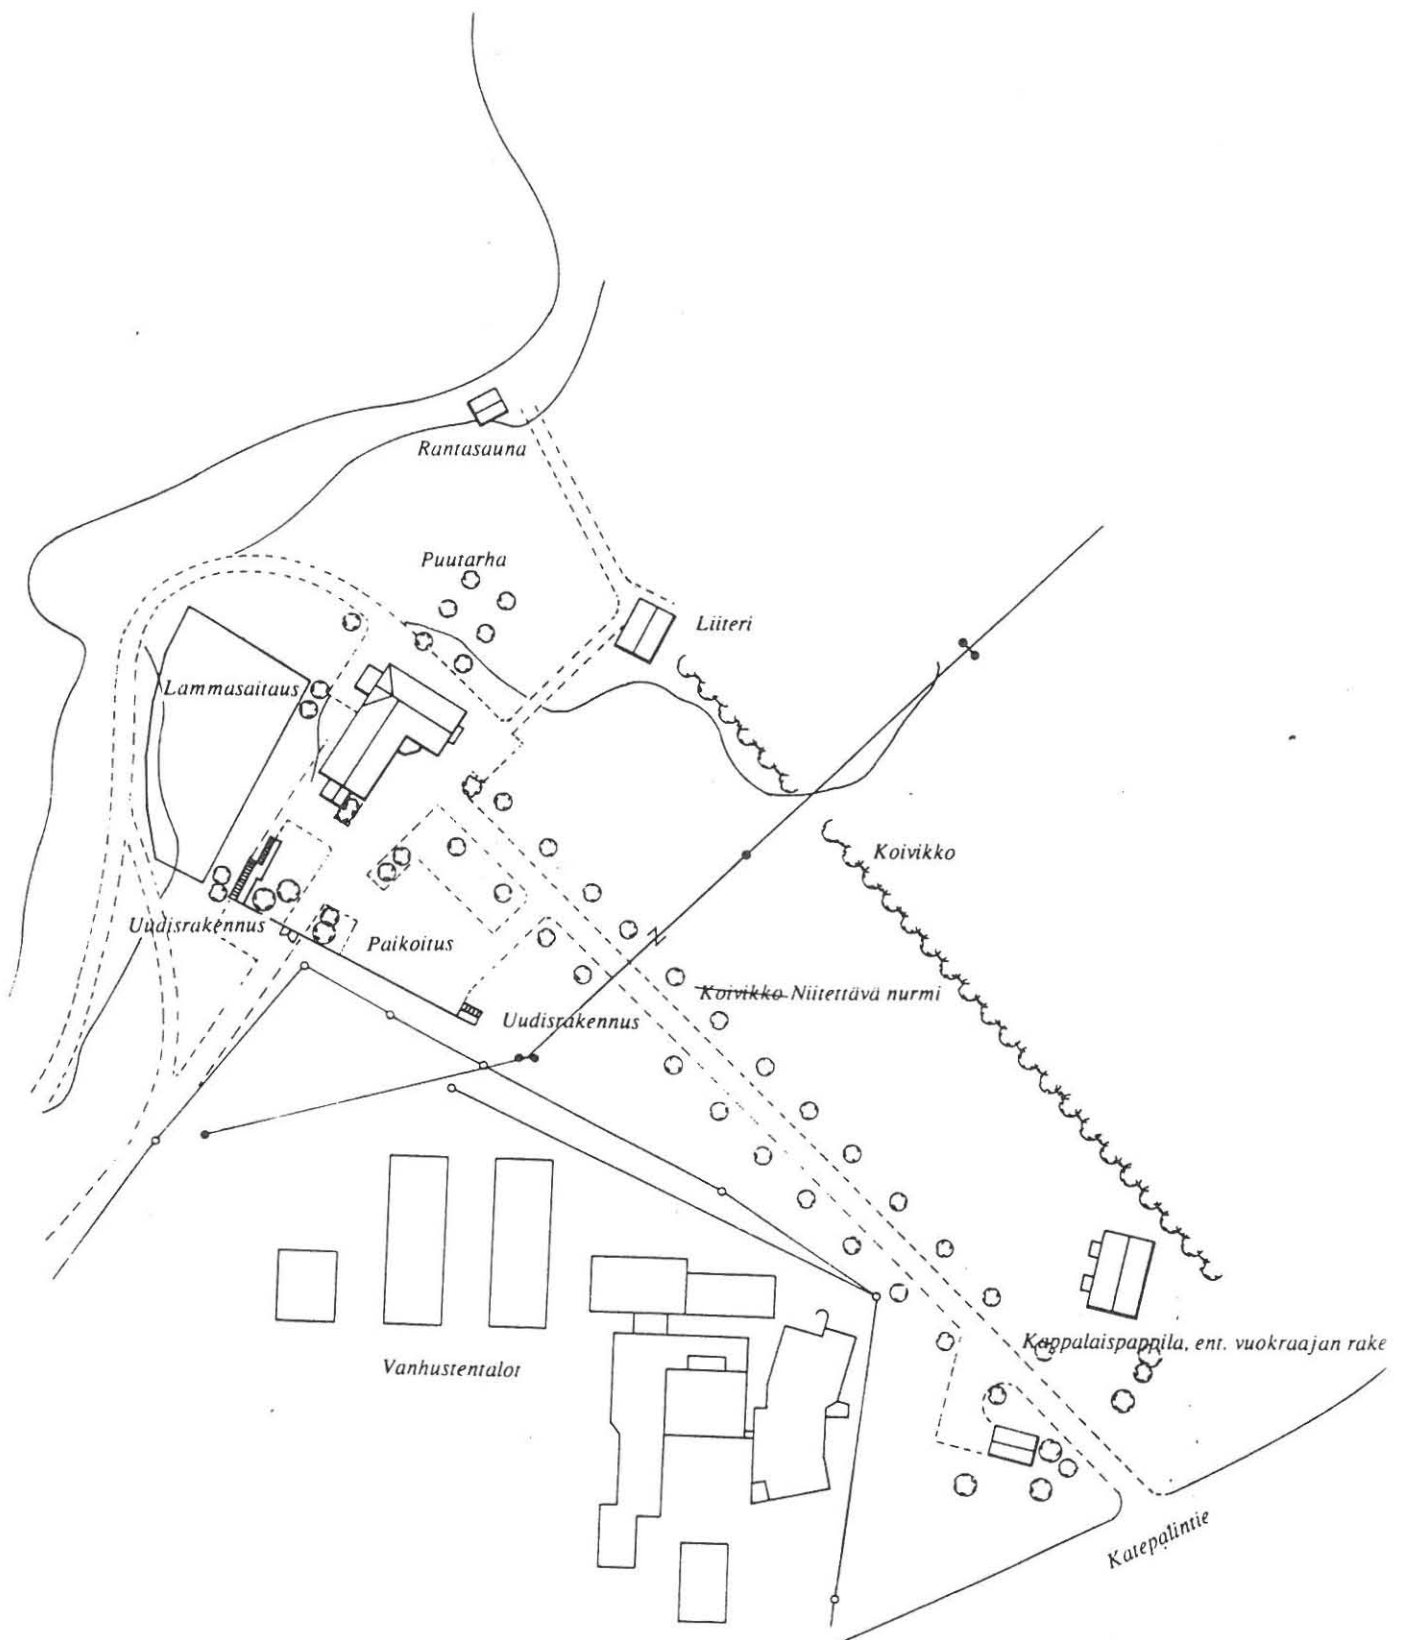 Rantasauna
Puutarha
Liiteri
Lammasaitaus
Koivikko
Uudisrakennus
Paikoitus
Koivikko Niitettävä nurmi
Uudisrakennus
Kappalaispappila, ent. vuokraajan rake
Vanhustentalot
Katepalintie